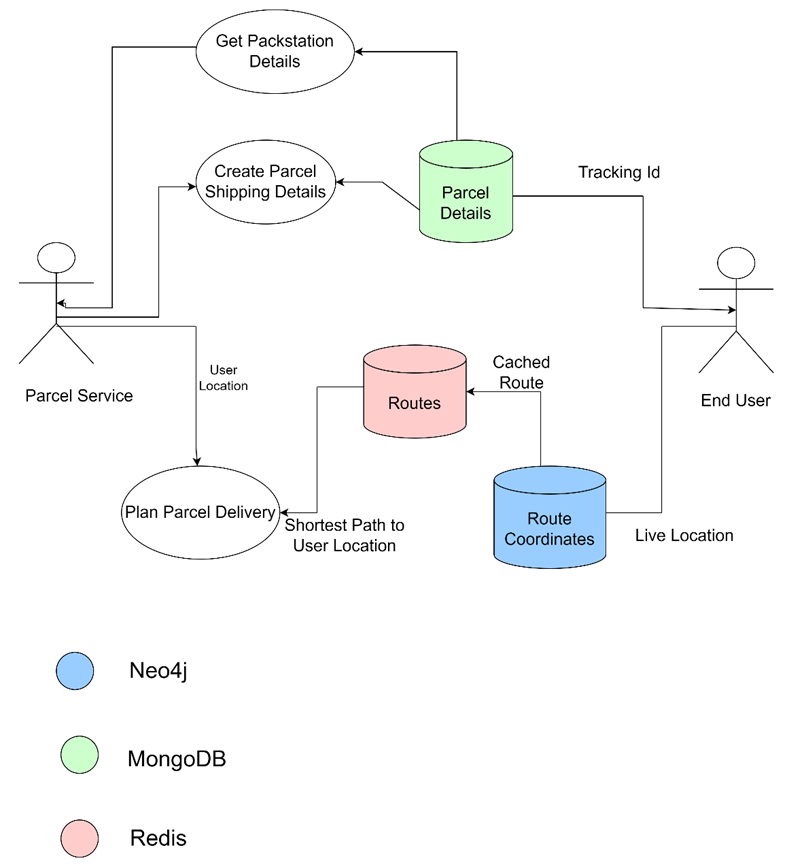 Get Packstation
Details
Create Parcel
Shipping Details
Parcel
Details
Tracking Id
Parcel Service
User
Location
Routes
Cached
Route
End User
Plan Parcel Delivery
Shortest Path to
User Location
Route
Coordinates
Live Location
Neo4j
MongoDB
Redis